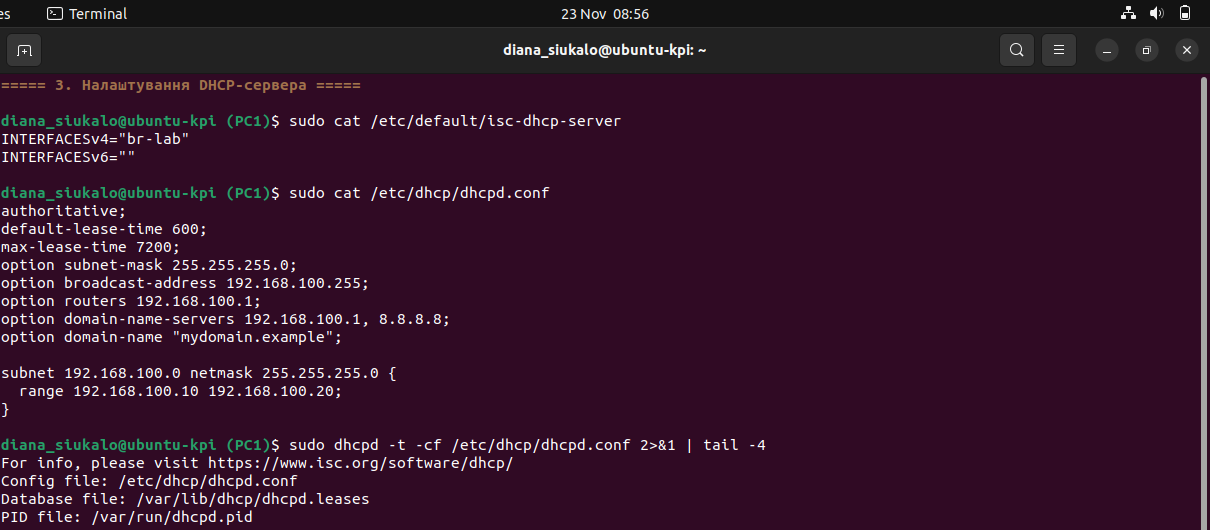 es Terminal 23 Nov 08:56
diana_siukalo@ubuntu-kpi: ~
===== 3. Налаштування DHCP-сервера =====
diana_siukalo@ubuntu-kpi (PC1)$ sudo cat /etc/default/isc-dhcp-server
INTERFACESv4="br-lab"
INTERFACESv6=""
diana_siukalo@ubuntu-kpi (PC1)$ sudo cat /etc/dhcp/dhcpd.conf
authoritative;
default-lease-time 600;
max-lease-time 7200;
option subnet-mask 255.255.255.0;
option broadcast-address 192.168.100.255;
option routers 192.168.100.1;
option domain-name-servers 192.168.100.1, 8.8.8.8;
option domain-name "mydomain.example";
subnet 192.168.100.0 netmask 255.255.255.0 {
  range 192.168.100.10 192.168.100.20;
}
diana_siukalo@ubuntu-kpi (PC1)$ sudo dhcpd -t -cf /etc/dhcp/dhcpd.conf 2>&1 | tail -4
For info, please visit https://www.isc.org/software/dhcp/
Config file: /etc/dhcp/dhcpd.conf
Database file: /var/lib/dhcp/dhcpd.leases
PID file: /var/run/dhcpd.pid